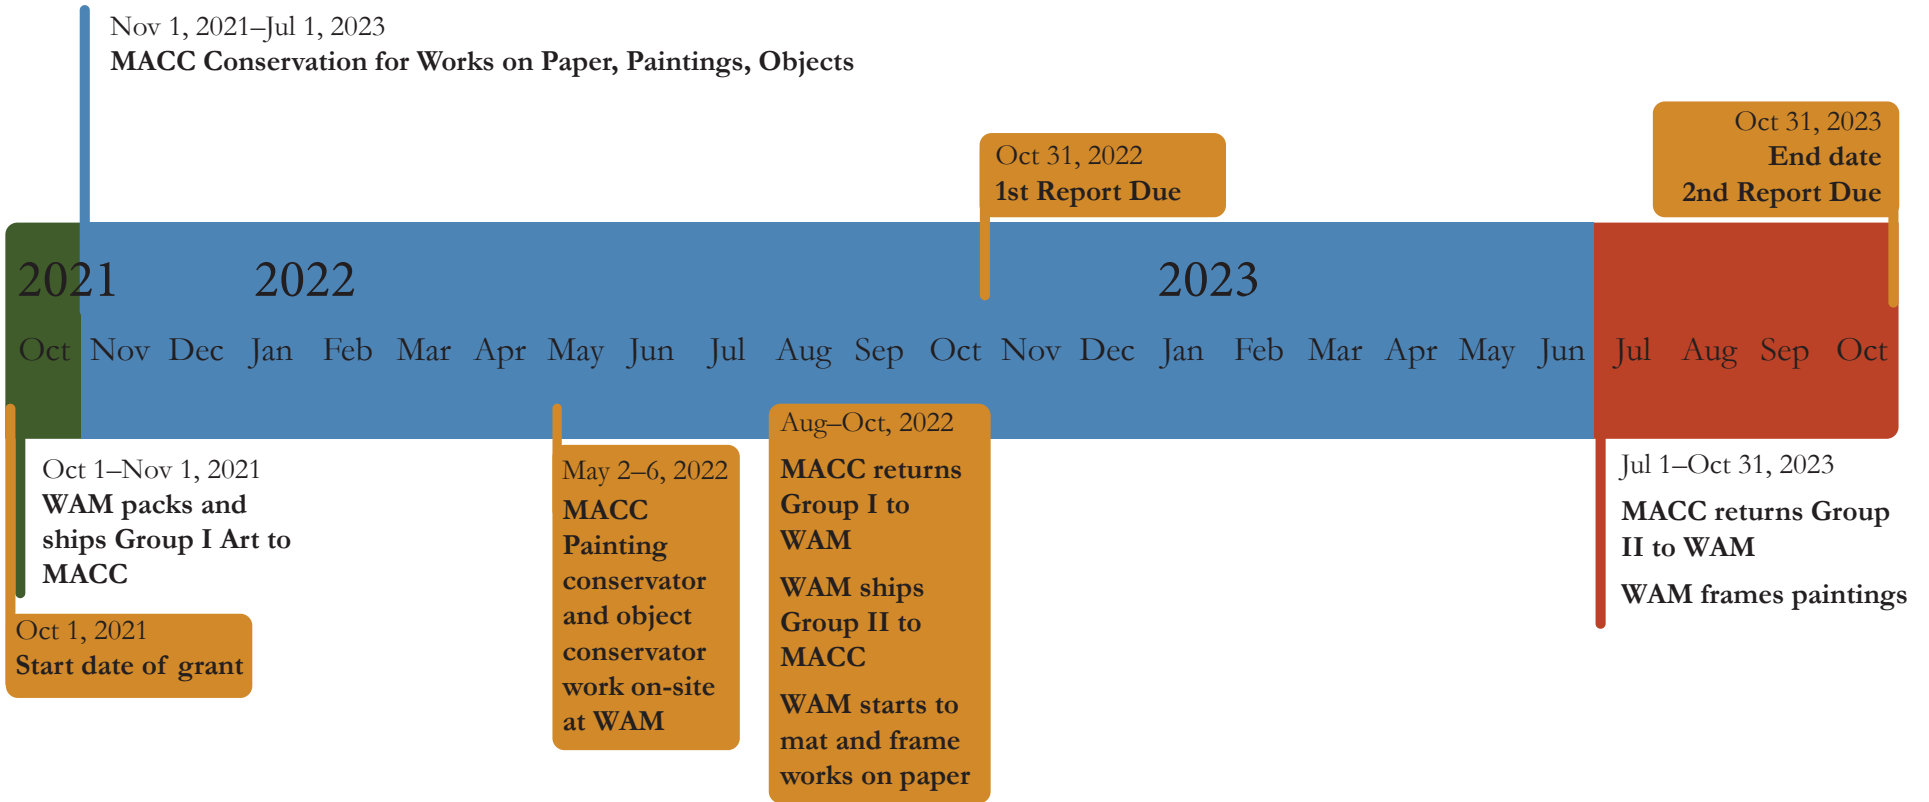 Nov 1, 2021–Jul 1, 2023
MACC Conservation for Works on Paper, Paintings, Objects
Oct 31, 2022
1st Report Due
Oct 31, 2023
End date
2nd Report Due
2021 2022 2023
Oct Nov Dec Jan Feb Mar Apr May Jun Jul Aug Sep Oct Nov Dec Jan Feb Mar Apr May Jun Jul Aug Sep Oct
Oct 1–Nov 1, 2021
WAM packs and
ships Group I Art to
MACC
Oct 1, 2021
Start date of grant
May 2–6, 2022
MACC
Painting
conservator
and object
conservator
work on-site
at WAM
Aug–Oct, 2022
MACC returns
Group I to
WAM
WAM ships
Group II to
MACC
WAM starts to
mat and frame
works on paper
Jul 1–Oct 31, 2023
MACC returns Group
II to WAM
WAM frames paintings